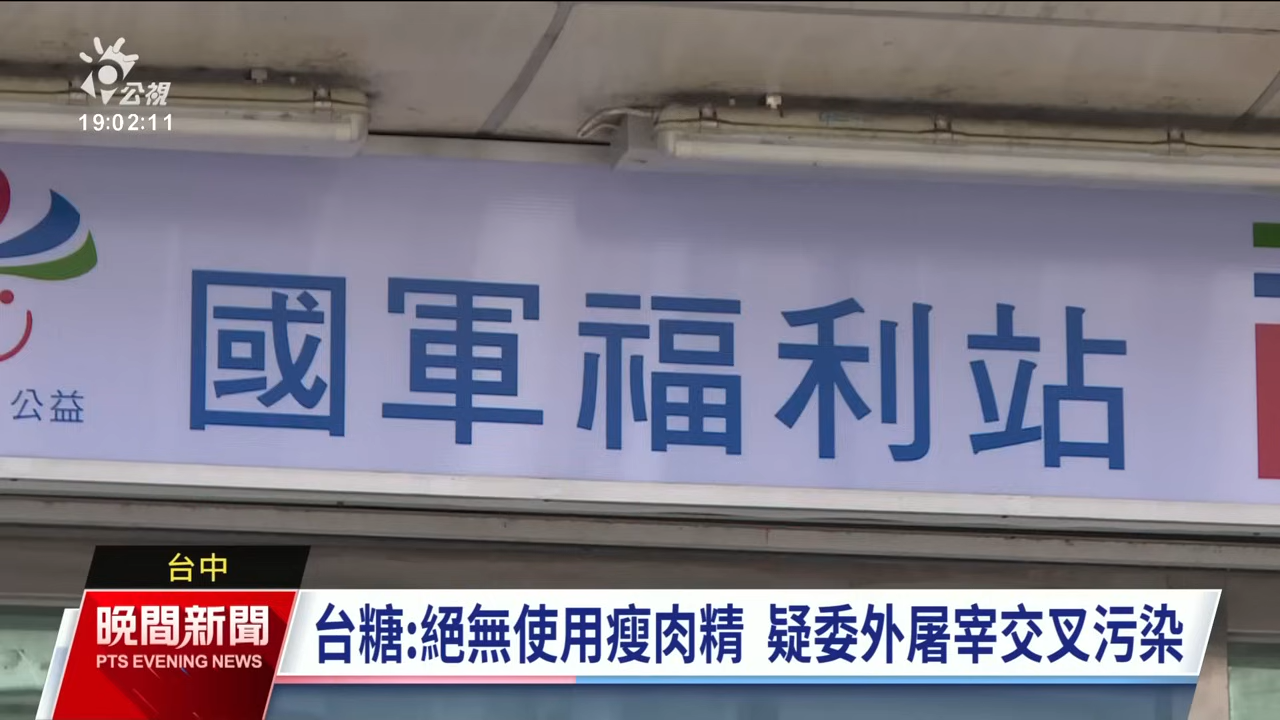 公視
19:02:11
國軍福利站
公益
台中
晚間新聞
PTS EVENING NEWS
台糖:絕無使用瘦肉精 疑委外屠宰交叉污染